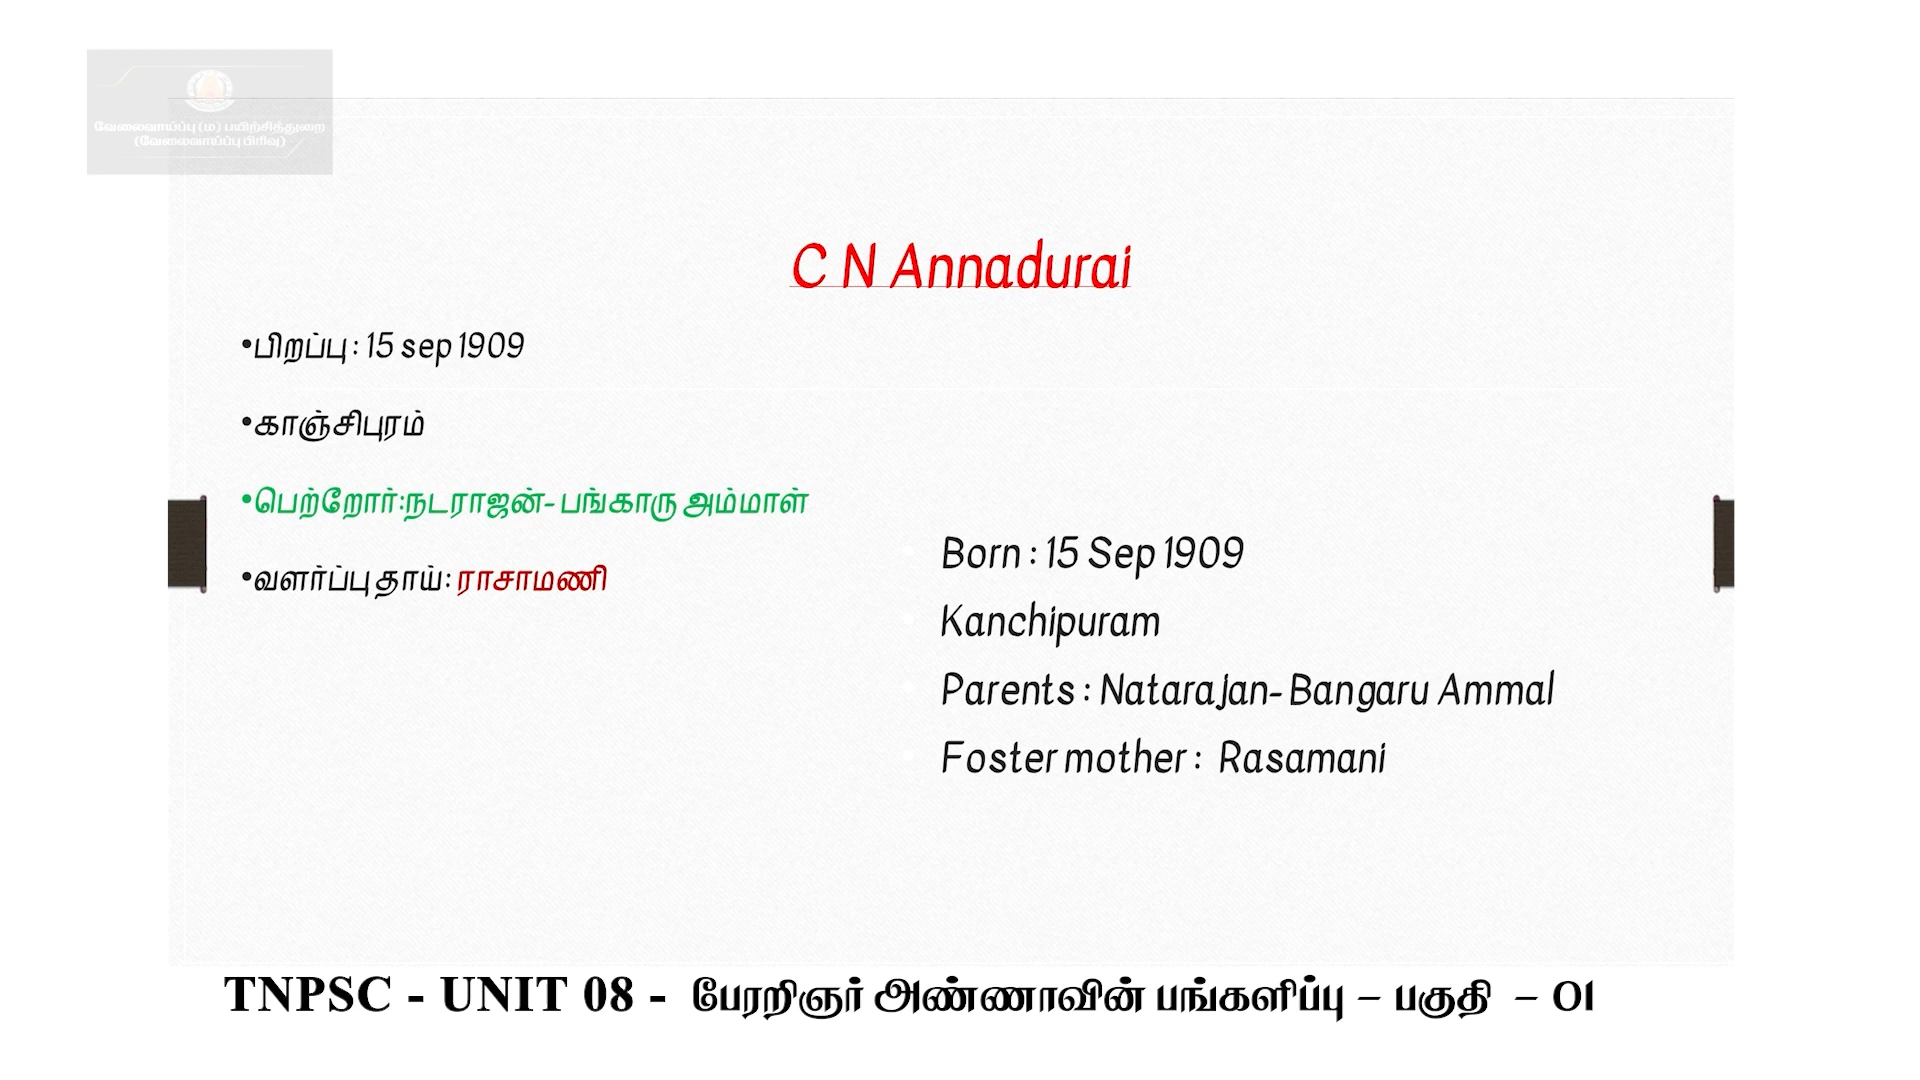 வேலைவாய்ப்பு (ம) பயிற்சித்துறை
(வேலைவாய்ப்பு பிரிவு)
C N Annadurai
•பிறப்பு : 15 sep 1909
•காஞ்சிபுரம்
•பெற்றோர்:நடராஜன்- பங்காரு அம்மாள்
•வளர்ப்பு தாய்: ராசாமணி
Born : 15 Sep 1909
Kanchipuram
Parents : Natarajan- Bangaru Ammal
Foster mother : Rasamani
TNPSC - UNIT 08 - பேரறிஞர் அண்ணாவின் பங்களிப்பு – பகுதி – 01